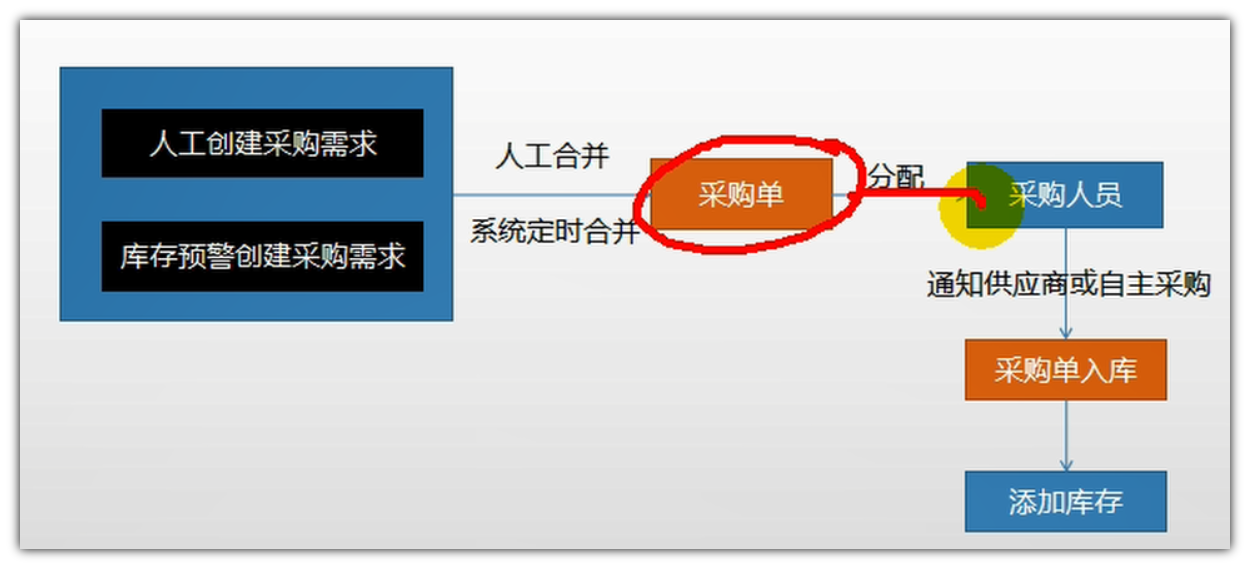 人工创建采购需求
库存预警创建采购需求
人工合并
系统定时合并
采购单
分配
采购人员
通知供应商或自主采购
采购单入库
添加库存